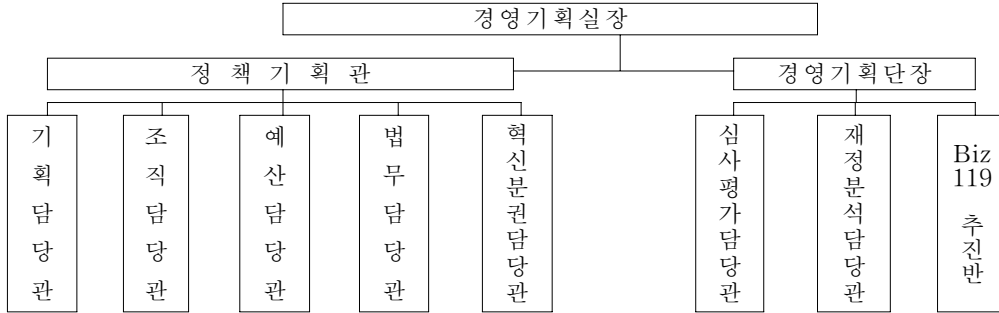 경영기획실장
정 책 기 획 관
경영기획단장
기획담당관
조직담당관
예산담당관
법무담당관
혁신분권담당관
심사평가담당관
재정분석담당관
Biz
119
추진반